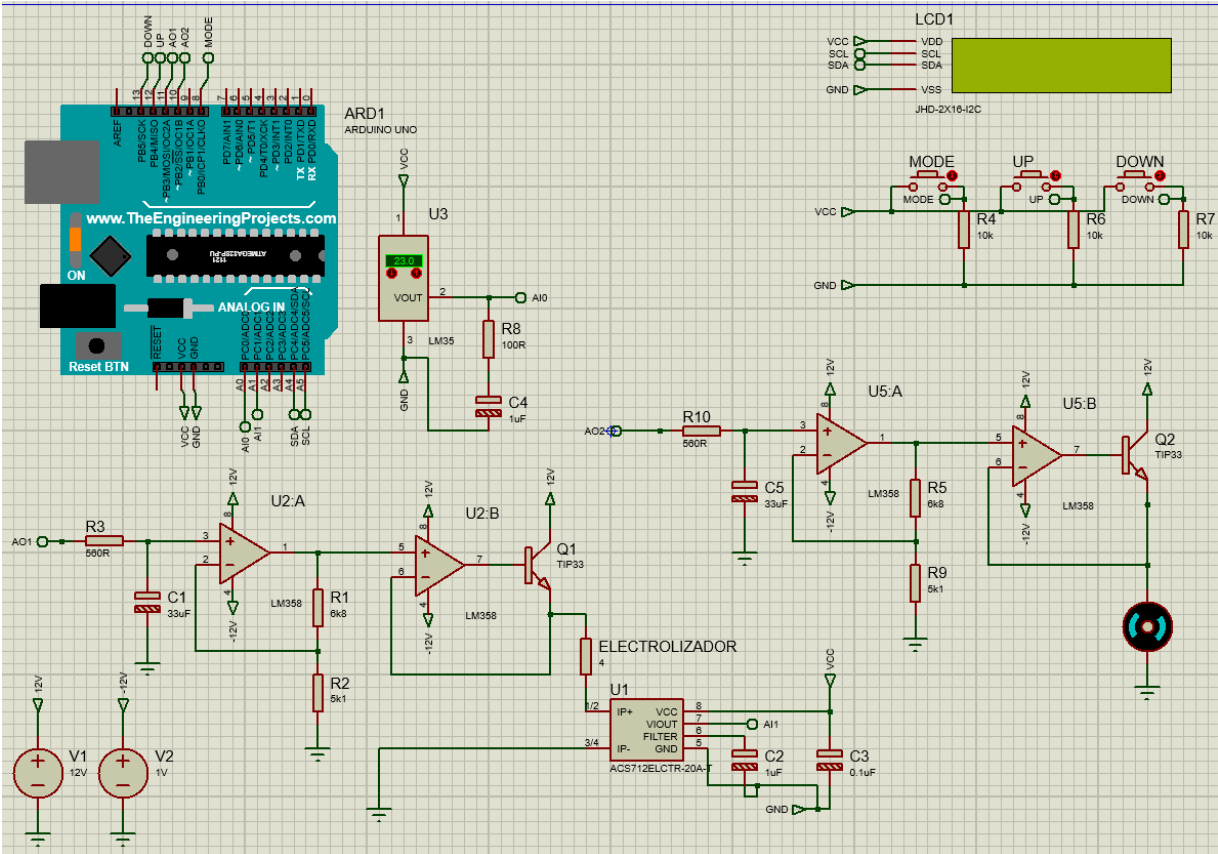 LCD1
VCC
VDD
SCL
SCL
SDA
SDA
GND
VSS
JHD-2X16-I2C
DOWN
UP
AO1
AO2
MODE
13
12
11
10
9
8
7
6
5
4
3
2
1
0
AREF
PB5/SCK
PB4/MISO
~PB3/MOSI/OC2A
~PB2/SS/OC1B
~PB1/OC1A
PB0/ICP1/CLKO
PD7/AIN1
~PD6/AIN0
~PD5/T1
PD4/T0/XCK
~PD3/INT1
PD2/INT0
TX PD1/TXD
RX PD0/RXD
ARD1
ARDUINO UNO
www.TheEngineeringProjects.com
ATMEGA328P-PU
1121
ON
ANALOG IN
Reset BTN
RESET
VCC
GND
PC0/ADC0
PC1/ADC1
PC2/ADC2
PC3/ADC3
PC4/ADC4/SDA
PC5/ADC5/SCL
A0
A1
A2
A3
A4
A5
VCC
GND
AI0
AI1
SDA
SCL
VCC
1
U3
23.0
VOUT
2
AI0
3
LM35
GND
R8
100R
C4
1uF
MODE
UP
DOWN
MODE
UP
DOWN
VCC
R4
10k
R6
10k
R7
10k
GND
AO2
R10
560R
C5
33uF
12V
U5:A
8
3
2
1
4
LM358
-12V
R5
6k8
R9
5k1
12V
U5:B
8
5
6
7
4
LM358
-12V
12V
Q2
TIP33
AO1
R3
560R
C1
33uF
12V
U2:A
8
3
2
1
4
LM358
-12V
R1
6k8
R2
5k1
12V
U2:B
8
5
6
7
4
LM358
-12V
12V
Q1
TIP33
ELECTROLIZADOR
4
U1
1/2
IP+
VCC
8
VIOUT
7
AI1
FILTER
6
3/4
IP-
GND
5
ACS712ELCTR-20A-T
VCC
C2
1uF
C3
0.1uF
GND
12V
V1
12V
-12V
V2
1V